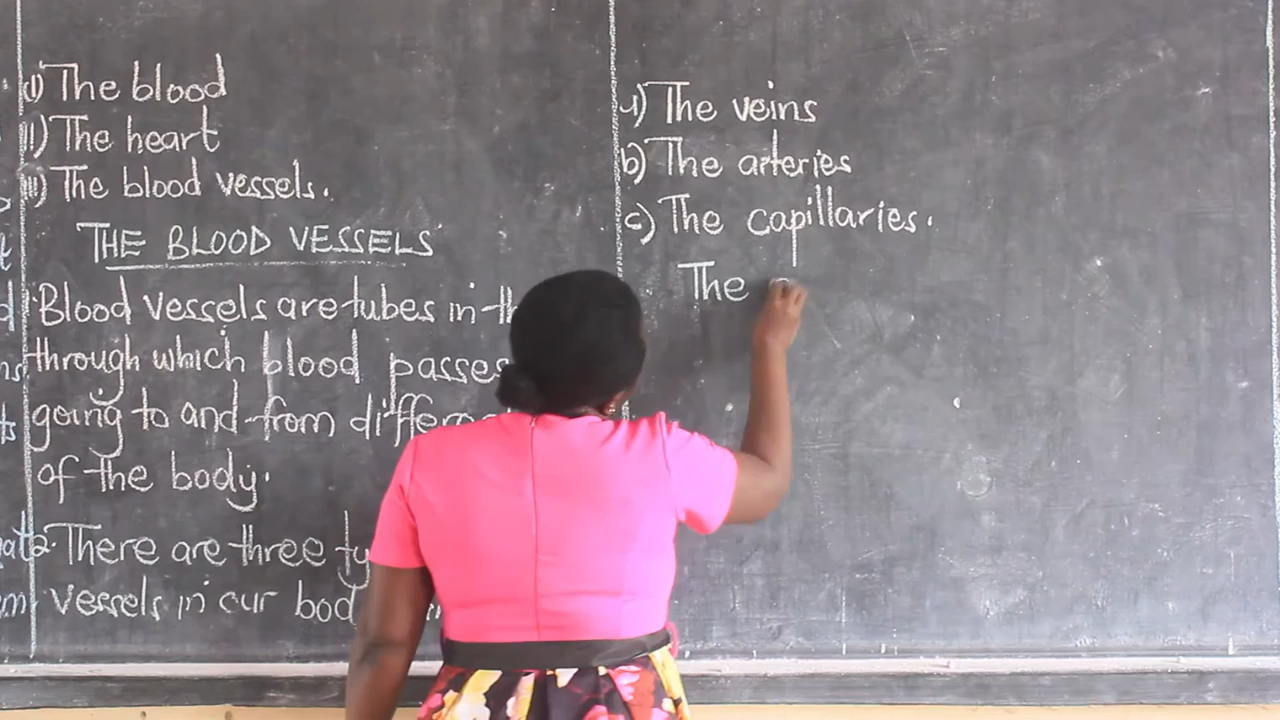 (i) The blood
(ii) The heart
(iii) The blood vessels.
THE BLOOD VESSELS
Blood vessels are tubes in
through which blood passes
going to and from
of the body.
2. There are three
vessels in our
a) The veins
b) The arteries
c) The capillaries.
The